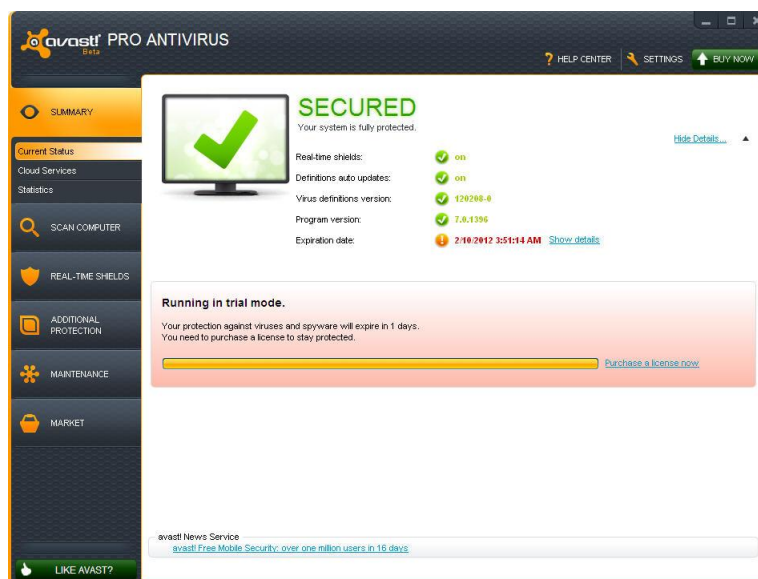 avast! PRO ANTIVIRUS
Beta
HELP CENTER
SETTINGS
BUY NOW
SUMMARY
Current Status
Cloud Services
Statistics
SCAN COMPUTER
REAL-TIME SHIELDS
ADDITIONAL
PROTECTION
MAINTENANCE
MARKET
LIKE AVAST?
SECURED
Your system is fully protected.
Hide Details...
Real-time shields: on
Definitions auto updates: on
Virus definitions version: 120208-0
Program version: 7.0.1396
Expiration date: 2/10/2012 3:51:14 AM Show details
Running in trial mode.
Your protection against viruses and spyware will expire in 1 days.
You need to purchase a license to stay protected.
Purchase a license now
avast! News Service
avast! Free Mobile Security: over one million users in 16 days